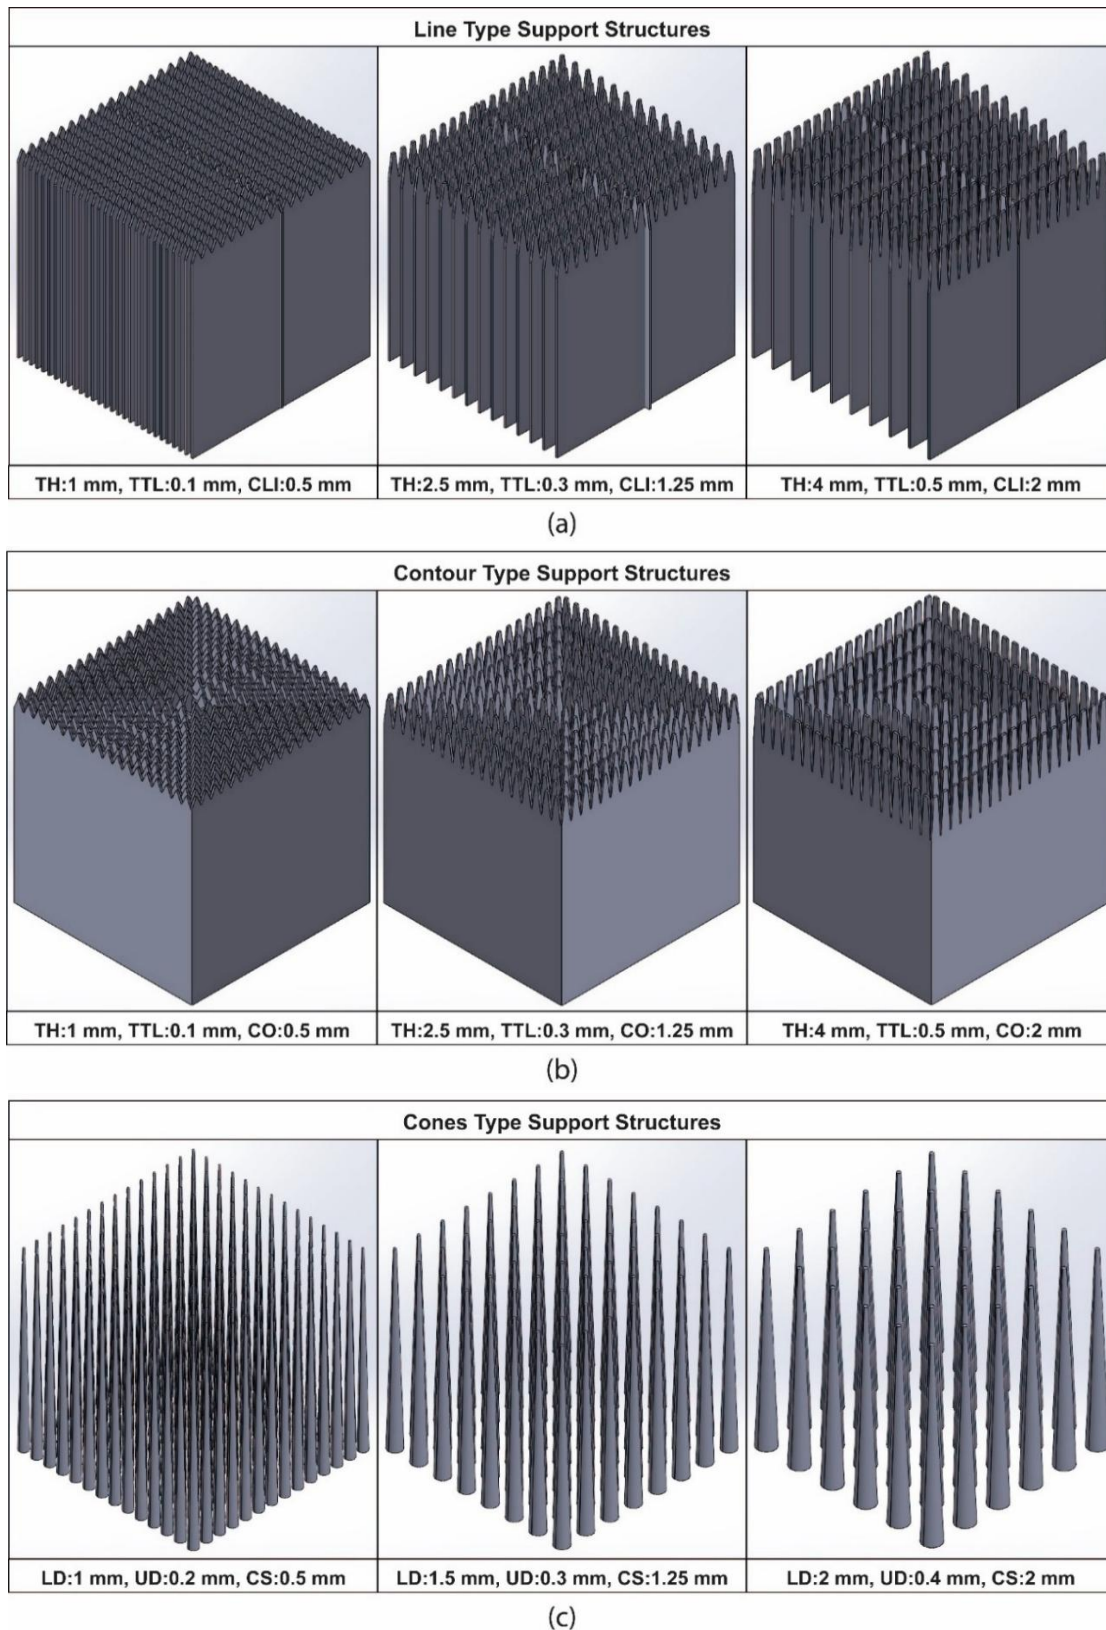 Line Type Support Structures
TH:1 mm, TTL:0.1 mm, CLI:0.5 mm
TH:2.5 mm, TTL:0.3 mm, CLI:1.25 mm
TH:4 mm, TTL:0.5 mm, CLI:2 mm
(a)
Contour Type Support Structures
TH:1 mm, TTL:0.1 mm, CO:0.5 mm
TH:2.5 mm, TTL:0.3 mm, CO:1.25 mm
TH:4 mm, TTL:0.5 mm, CO:2 mm
(b)
Cones Type Support Structures
LD:1 mm, UD:0.2 mm, CS:0.5 mm
LD:1.5 mm, UD:0.3 mm, CS:1.25 mm
LD:2 mm, UD:0.4 mm, CS:2 mm
(c)